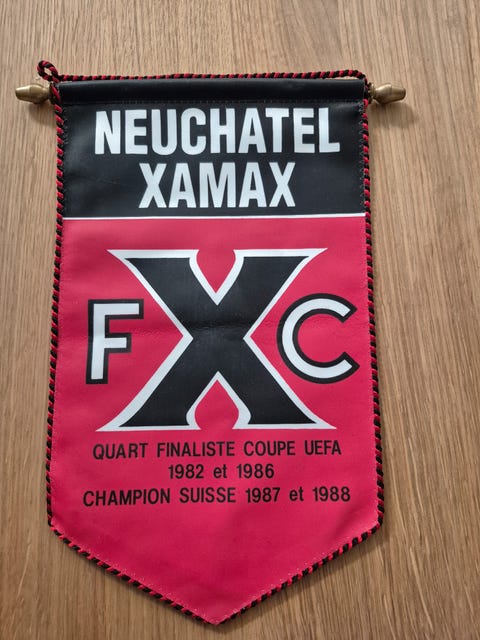 NEUCHATEL
XAMAX
F X C
QUART FINALISTE COUPE UEFA
1982 et 1986
CHAMPION SUISSE 1987 et 1988